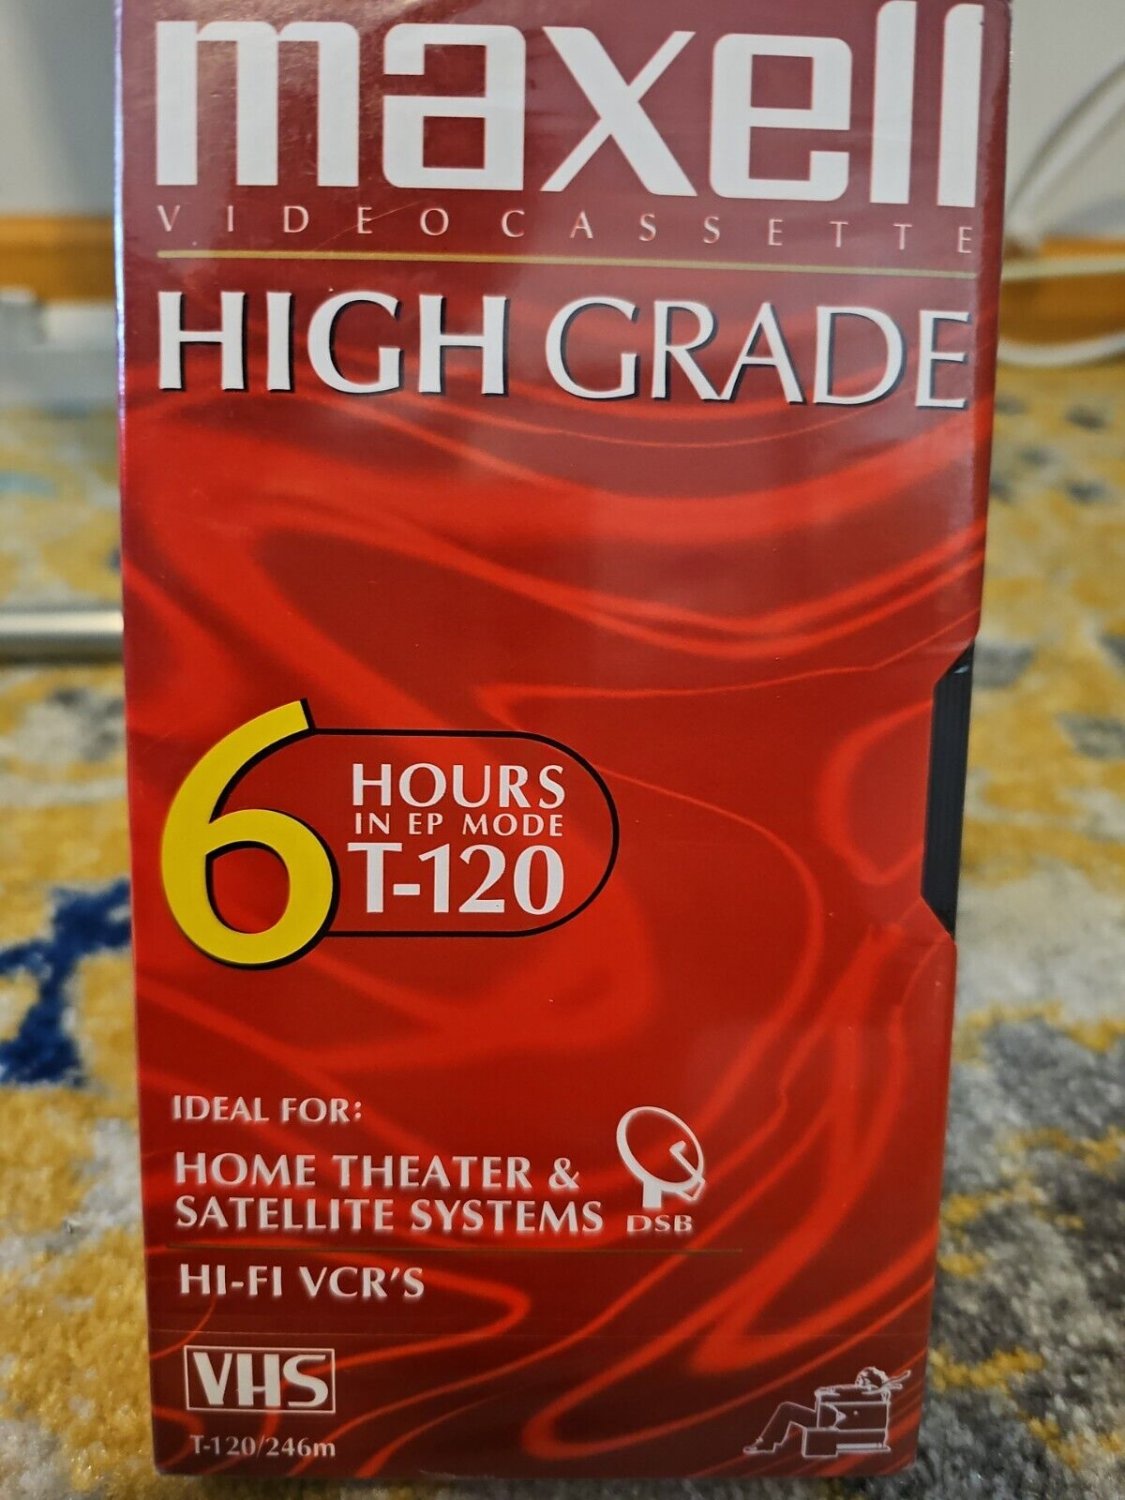 maxell
VIDEOCASSETTE
HIGH GRADE
6
HOURS
IN EP MODE
T-120
IDEAL FOR:
HOME THEATER &
SATELLITE SYSTEMS
DSB
HI-FI VCR'S
VHS
T-120/246m